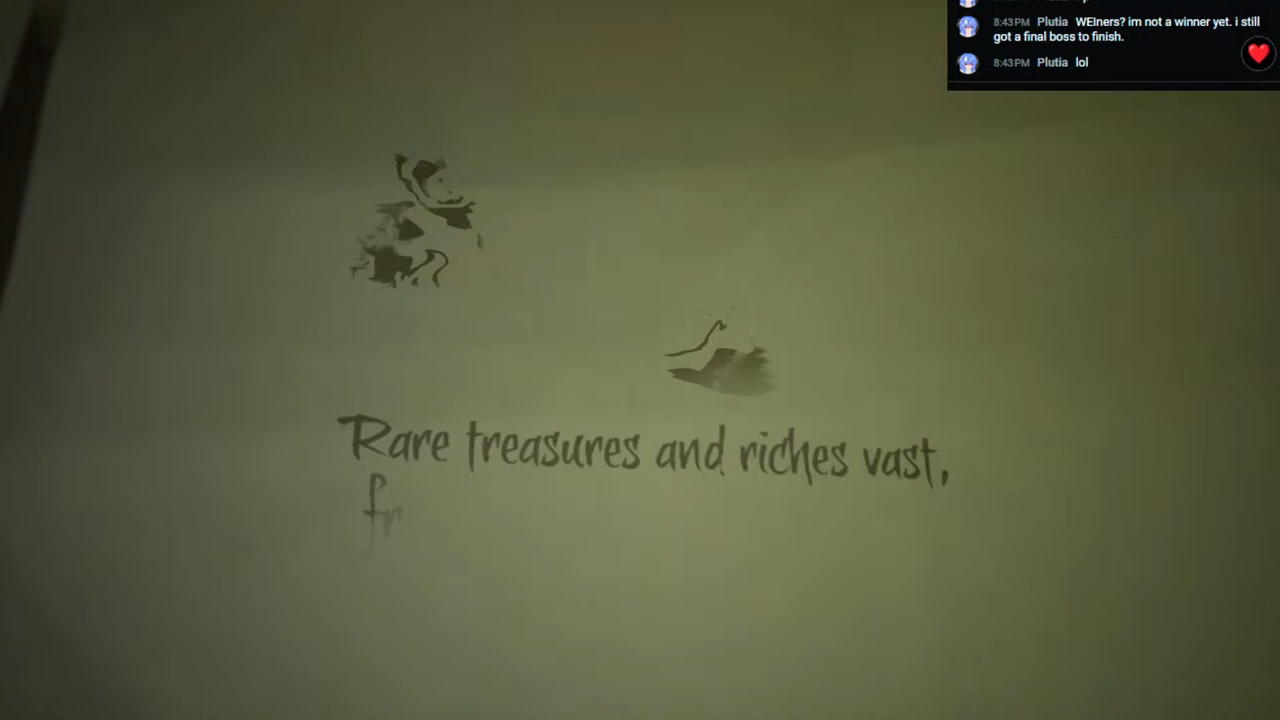 8:43PM Plutia WEIners? im not a winner yet. i still
got a final boss to finish.
8:43PM Plutia lol
Rare treasures and riches vast,
fr